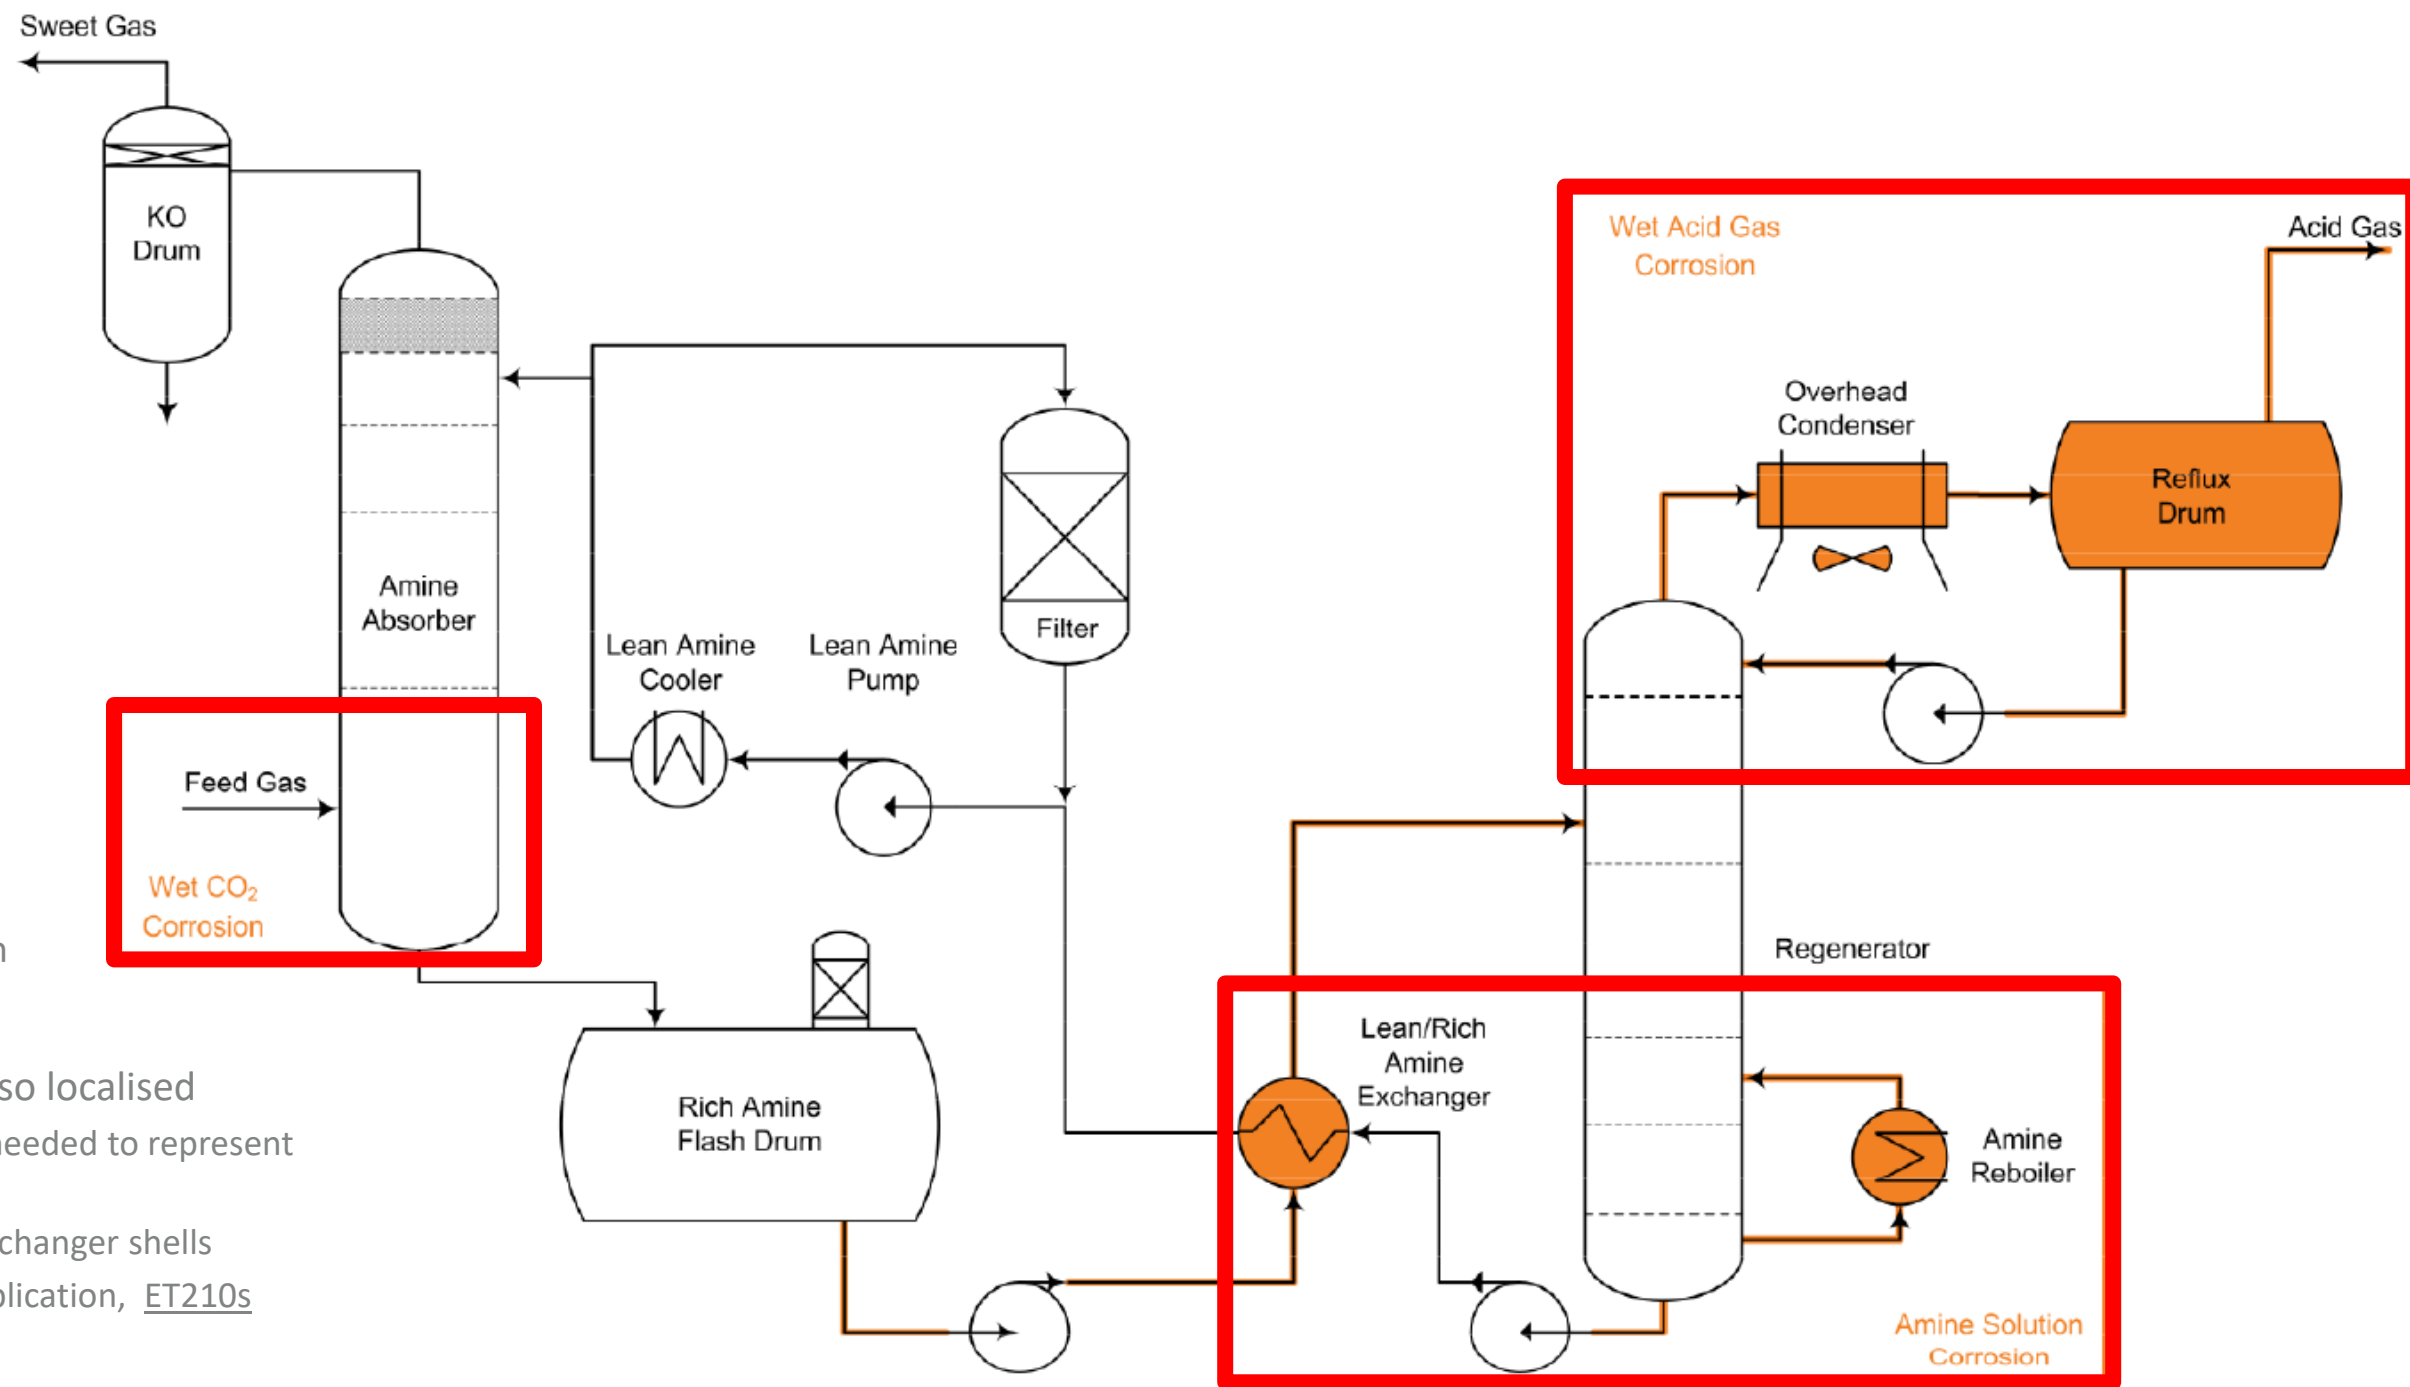 Sweet Gas
KO
Drum
Wet Acid Gas
Corrosion
Acid Gas
Overhead
Condenser
Reflux
Drum
Amine
Absorber
Filter
Lean Amine
Cooler
Lean Amine
Pump
Feed Gas
Wet CO₂
Corrosion
Regenerator
Lean/Rich
Amine
Exchanger
Rich Amine
Flash Drum
Amine
Reboiler
Amine Solution
Corrosion
so localised
needed to represent
changer shells
plication, ET210s